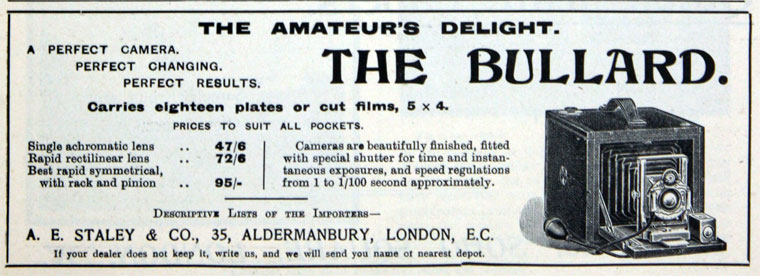 THE AMATEUR'S DELIGHT.
A PERFECT CAMERA.
PERFECT CHANGING.
PERFECT RESULTS.
THE BULLARD.
Carries eighteen plates or cut films, 5 × 4.
PRICES TO SUIT ALL POCKETS.
Single achromatic lens .. 47/6
Rapid rectilinear lens .. 72/6
Best rapid symmetrical,
with rack and pinion .. 95/-
Cameras are beautifully finished, fitted
with special shutter for time and instan-
taneous exposures, and speed regulations
from 1 to 1/100 second approximately.
DESCRIPTIVE LISTS OF THE IMPORTERS—
A. E. STALEY & CO., 35, ALDERMANBURY, LONDON, E.C.
If your dealer does not keep it, write us, and we will send you name of nearest depot.